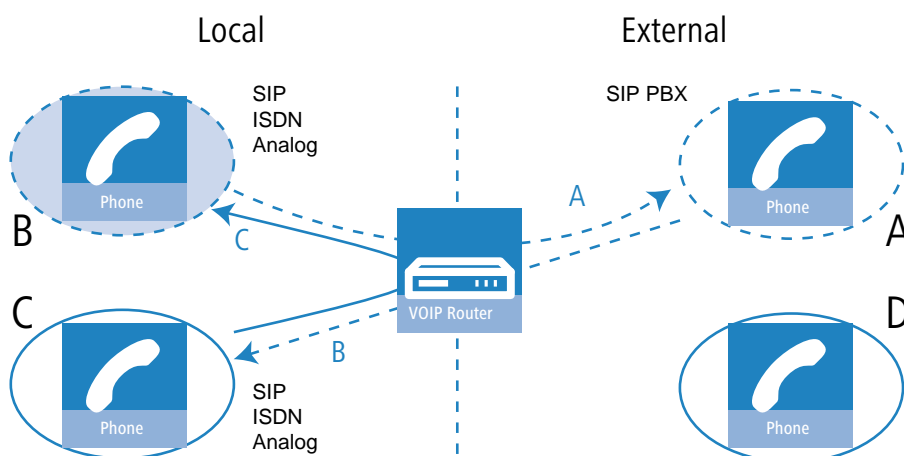 Local
External
SIP
ISDN
Analog
SIP PBX
Phone
Phone
B
C
A
A
VOIP Router
C
B
D
Phone
SIP
ISDN
Analog
Phone